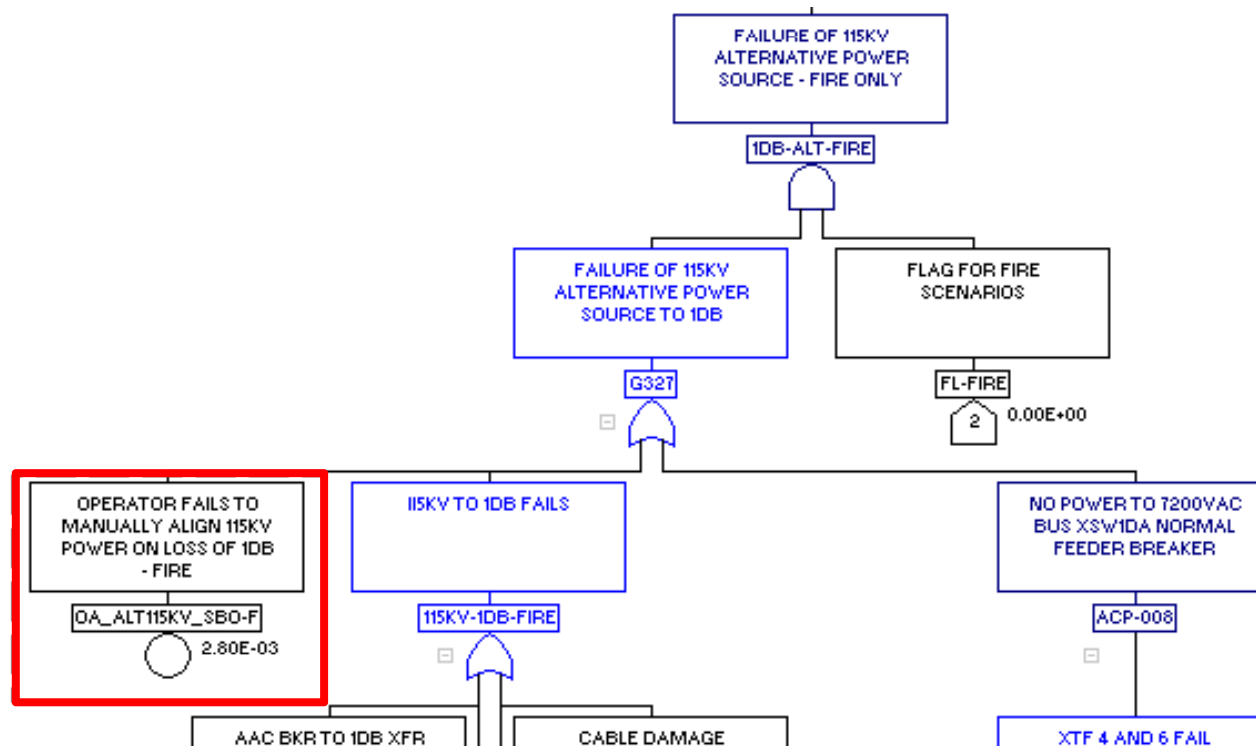 FAILURE OF 115KV
ALTERNATIVE POWER
SOURCE - FIRE ONLY
1DB-ALT-FIRE
FAILURE OF 115KV
ALTERNATIVE POWER
SOURCE TO 1DB
G327
FLAG FOR FIRE
SCENARIOS
FL-FIRE
2
0.00E+00
OPERATOR FAILS TO
MANUALLY ALIGN 115KV
POWER ON LOSS OF 1DB
- FIRE
OA_ALT115KV_SBO-F
2.80E-03
115KV TO 1DB FAILS
115KV-1DB-FIRE
NO POWER TO 7200VAC
BUS XSW1DA NORMAL
FEEDER BREAKER
ACP-008
AAC BKR TO 1DB XFR
CABLE DAMAGE
XTF 4 AND 6 FAIL